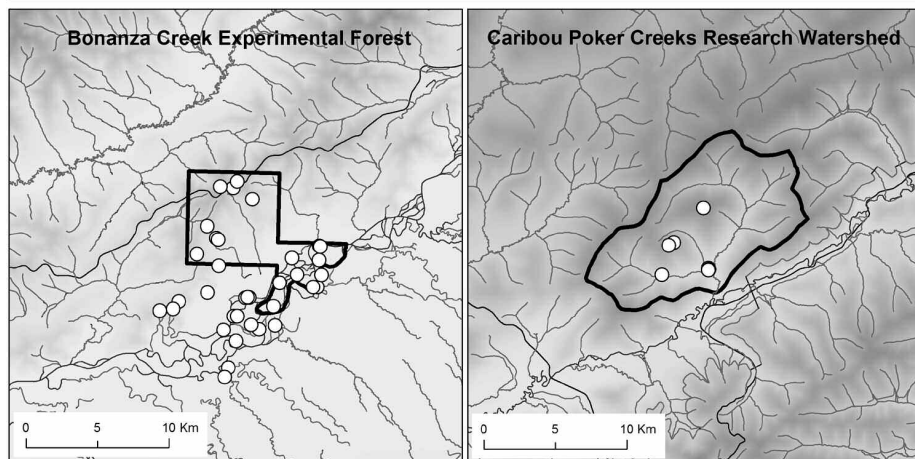 Bonanza Creek Experimental Forest
0 5 10 Km
Caribou Poker Creeks Research Watershed
0 5 10 Km